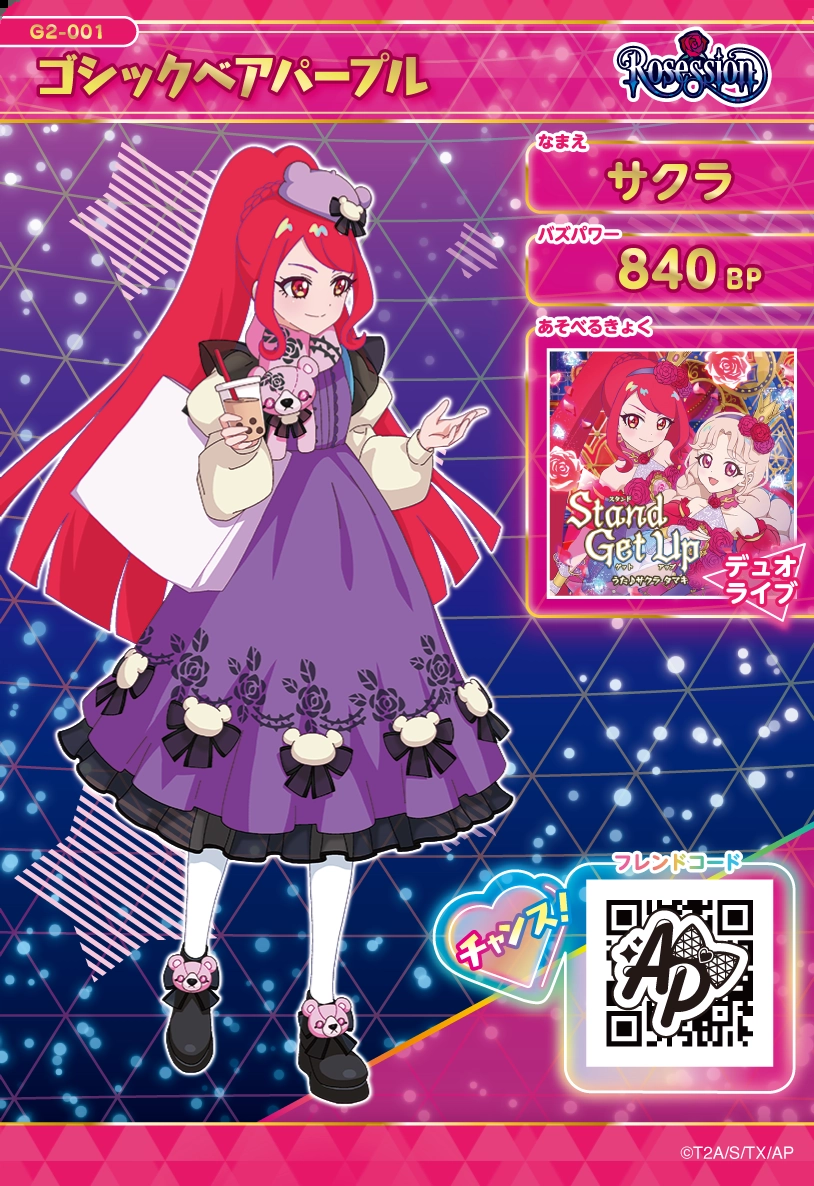 G2-001
ゴシックベアパープル
Rosession
なまえ
サクラ
バズパワー
840 BP
あそべるきょく
スタンド
Stand
Get Up
ゲット アップ
うた♪サクラ・タマキ
デュオ
ライブ
フレンドコード
チャンス!
AP
©T2A/S/TX/AP